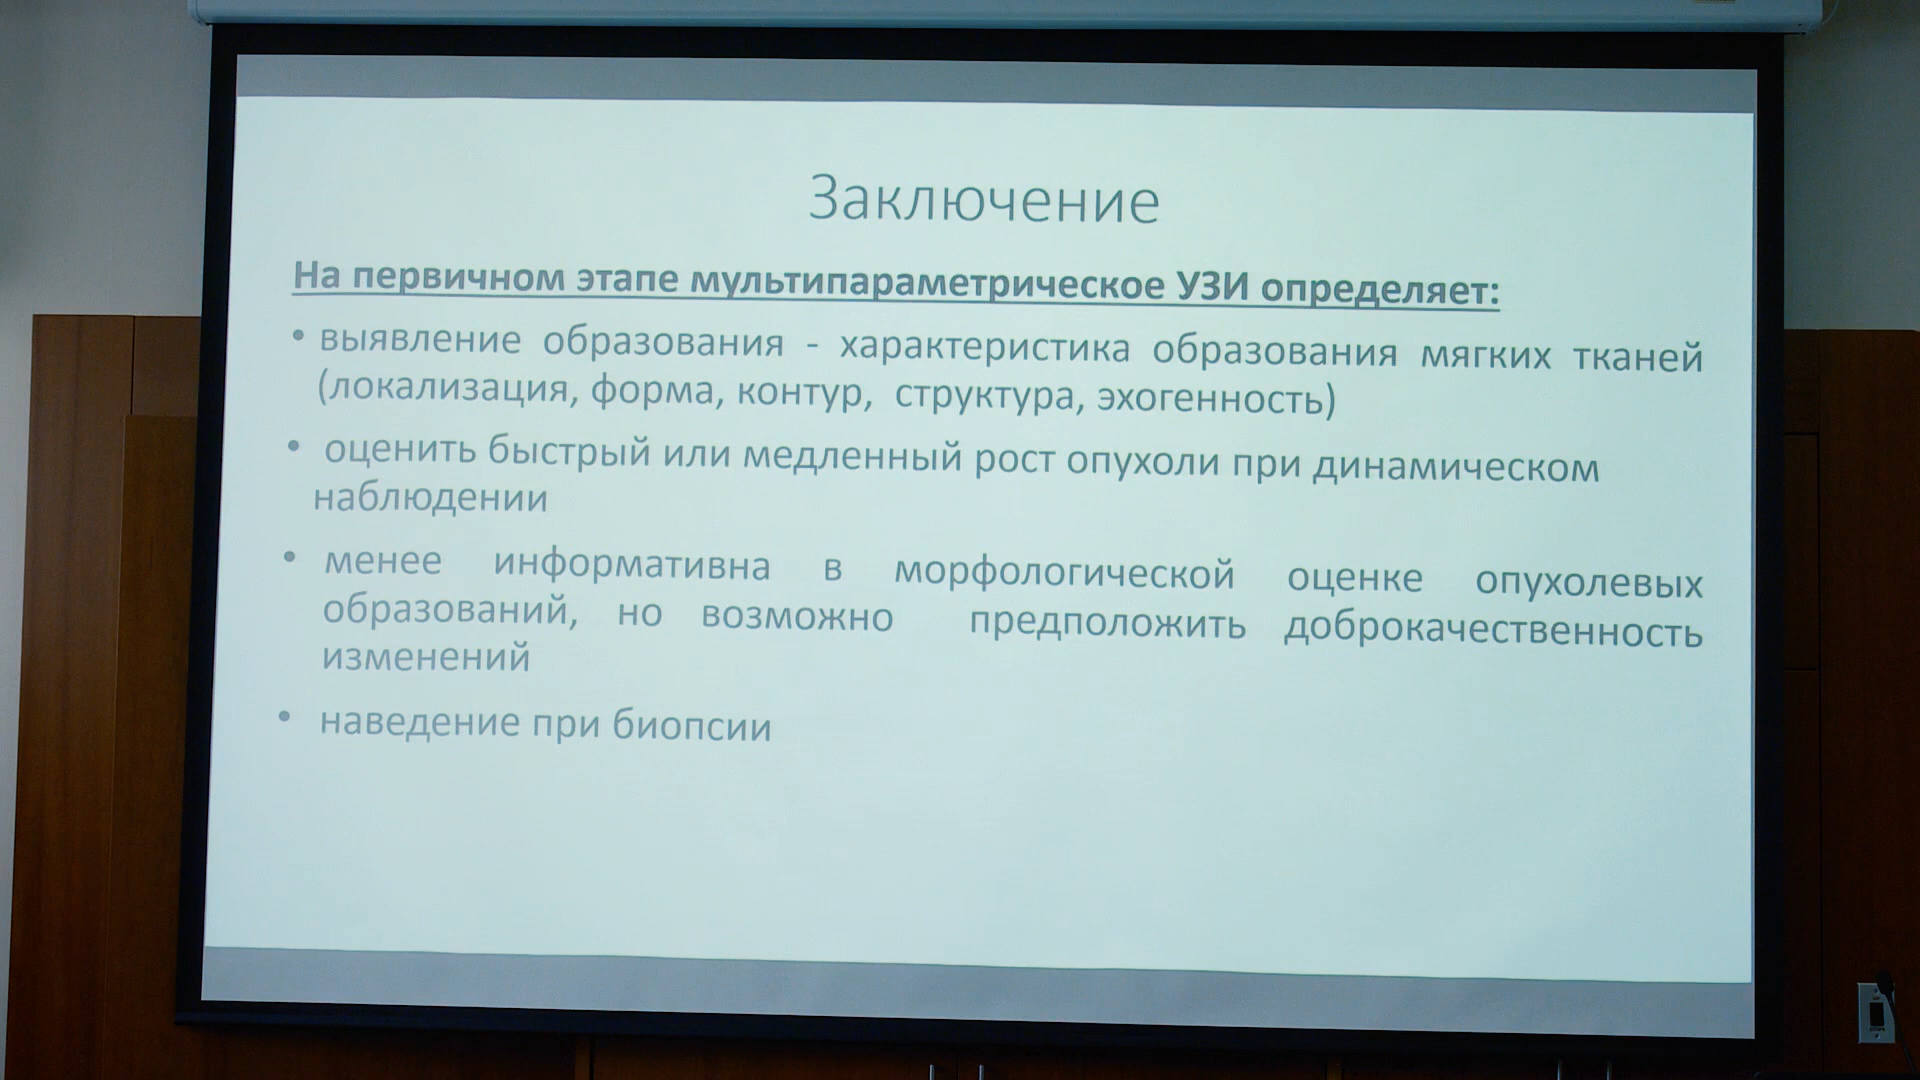 Заключение
На первичном этапе мультипараметрическое УЗИ определяет:
• выявление образования - характеристика образования мягких тканей
(локализация, форма, контур, структура, эхогенность)
• оценить быстрый или медленный рост опухоли при динамическом
наблюдении
• менее информативна в морфологической оценке опухолевых
образований, но возможно предположить доброкачественность
изменений
• наведение при биопсии